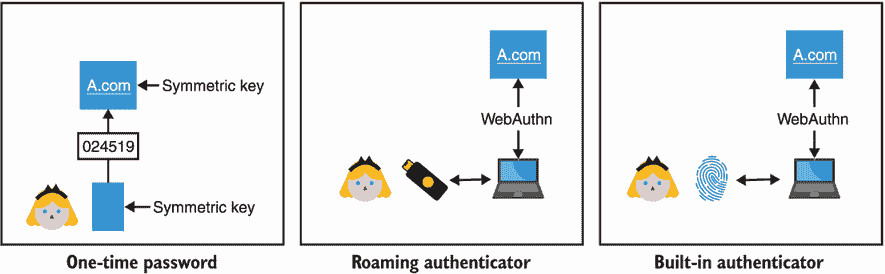 A.com
Symmetric key
024519
Symmetric key
One-time password
A.com
WebAuthn
Roaming authenticator
A.com
WebAuthn
Built-in authenticator